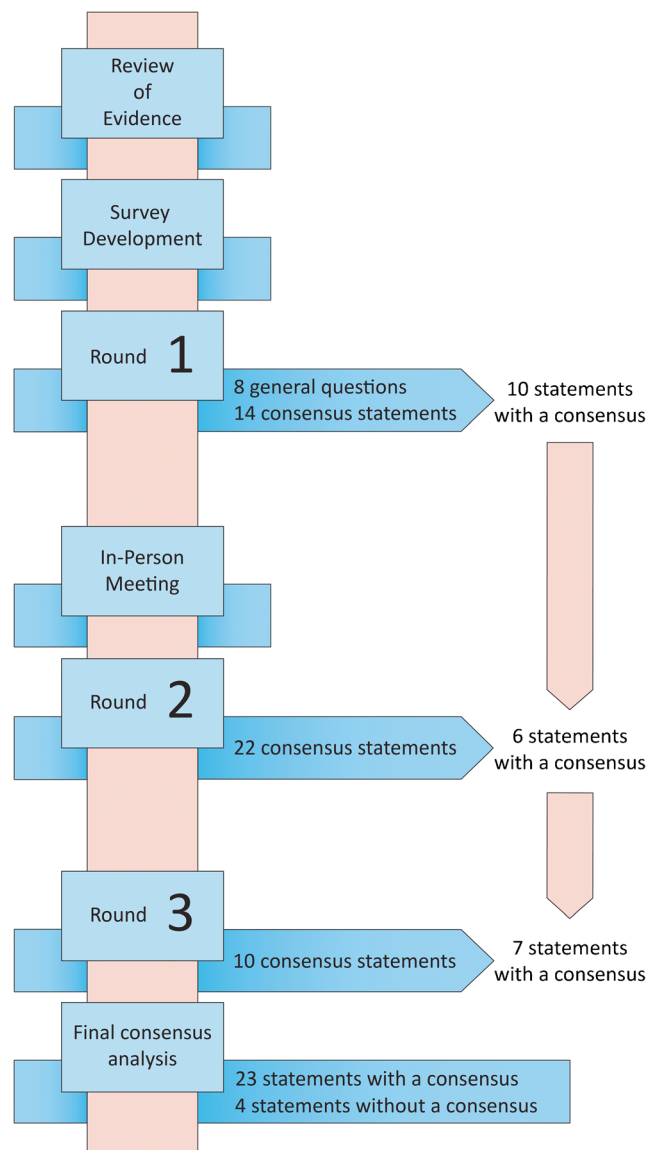 Review
of
Evidence
Survey
Development
Round 1
8 general questions
14 consensus statements
10 statements
with a consensus
In-Person
Meeting
Round 2
22 consensus statements
6 statements
with a consensus
Round 3
10 consensus statements
7 statements
with a consensus
Final consensus
analysis
23 statements with a consensus
4 statements without a consensus